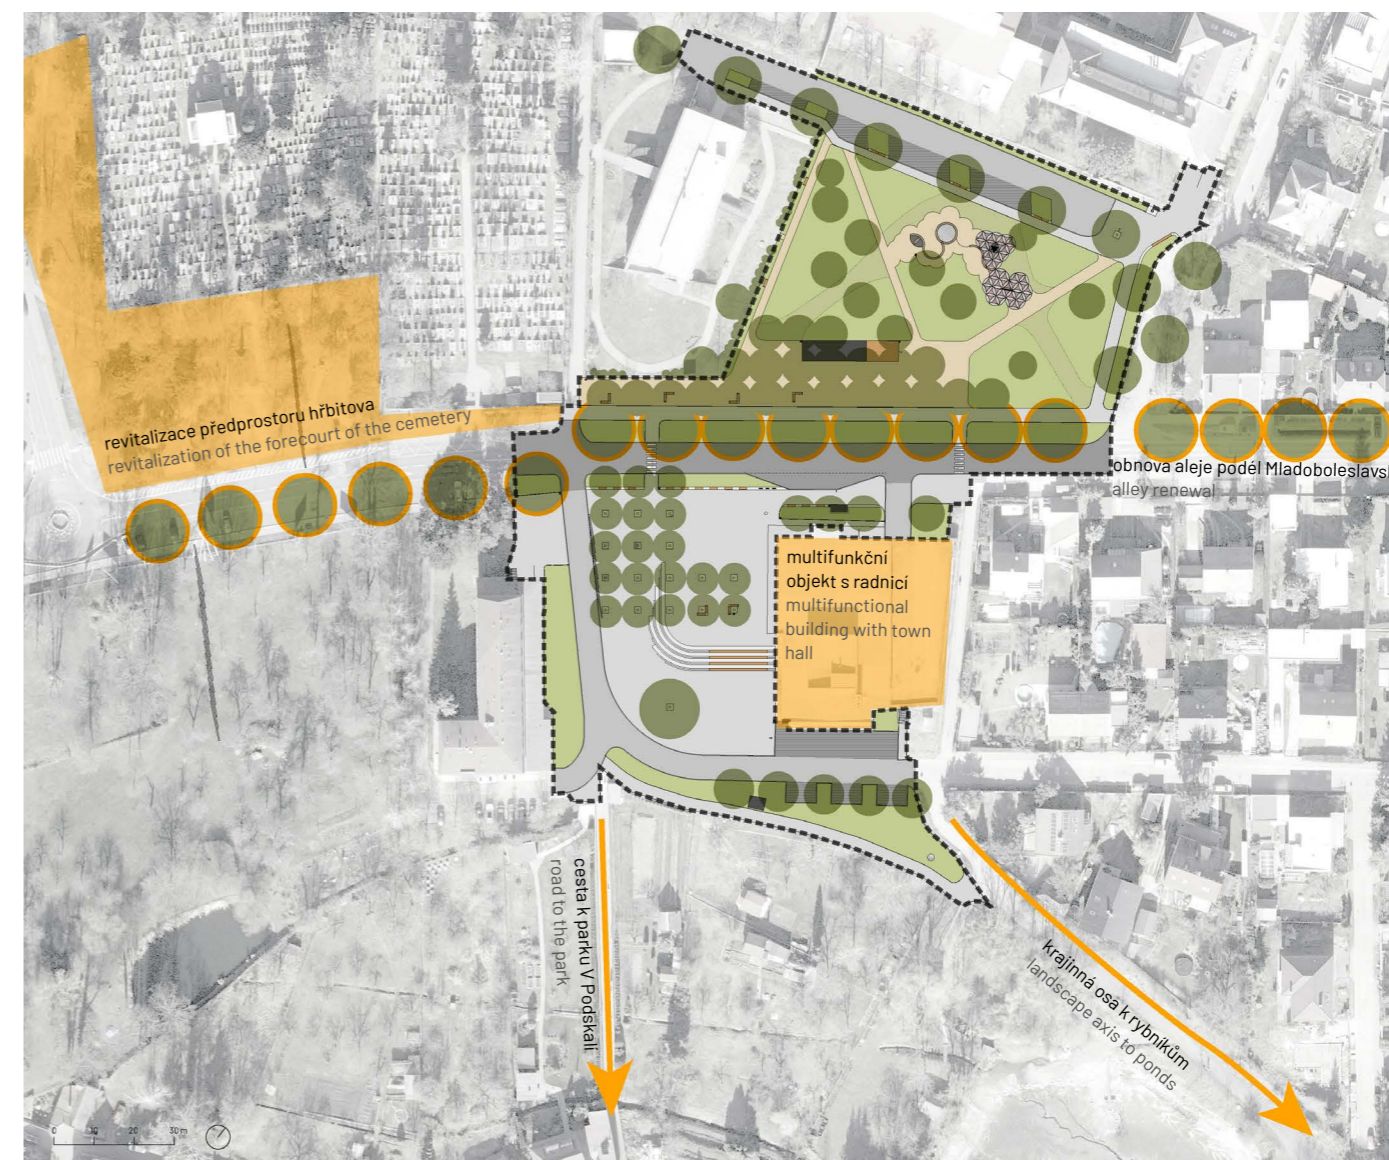 revitalizace předprostoru hřbitova
revitalization of the forecourt of the cemetery
obnova aleje podél Mladoboleslavs
alley renewal
multifunkční
objekt s radnicí
multifunctional
building with town
hall
cesta k parku V Podskalí
road to the park
krajinná osa k rybníkům
landscape axis to ponds
0 10 20 30 m